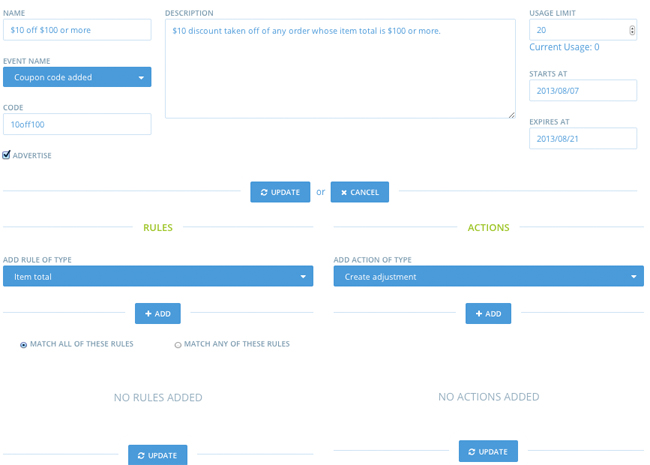 NAME
$10 off $100 or more
EVENT NAME
Coupon code added
CODE
10off100
ADVERTISE
DESCRIPTION
$10 discount taken off of any order whose item total is $100 or more.
USAGE LIMIT
20
Current Usage: 0
STARTS AT
2013/08/07
EXPIRES AT
2013/08/21
UPDATE or CANCEL
RULES
ADD RULE OF TYPE
Item total
ADD
MATCH ALL OF THESE RULES MATCH ANY OF THESE RULES
NO RULES ADDED
UPDATE
ACTIONS
ADD ACTION OF TYPE
Create adjustment
ADD
NO ACTIONS ADDED
UPDATE